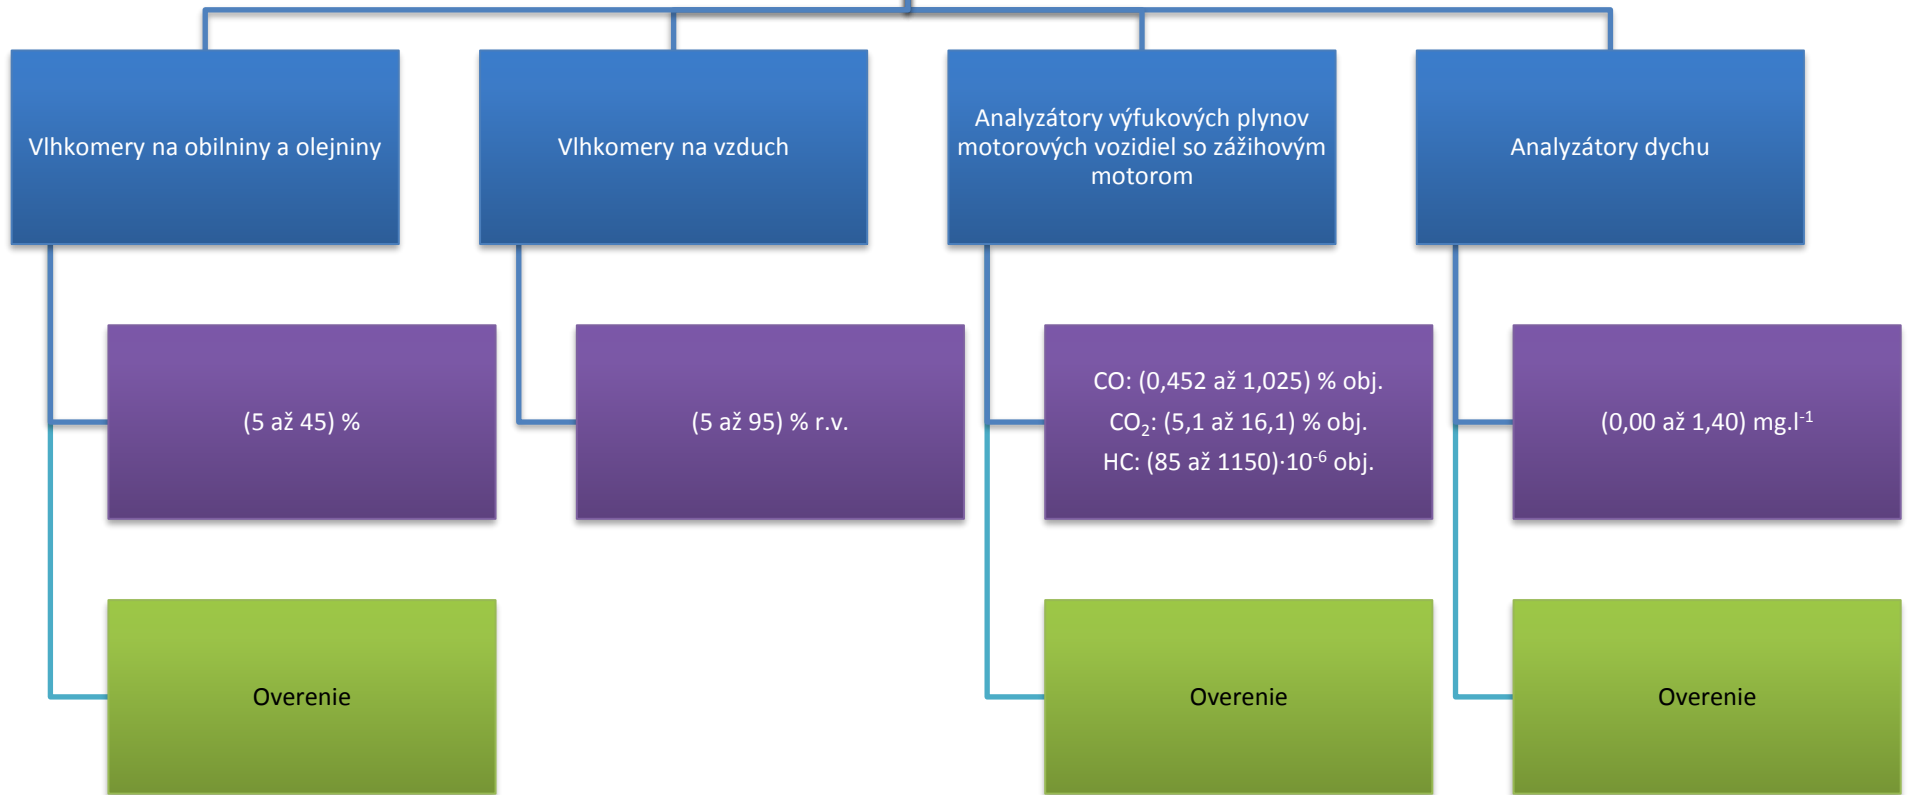 Vlhkomery na obilniny a olejniny
Vlhkomery na vzduch
Analyzátory výfukových plynov
motorových vozidiel so zážihovým
motorom
Analyzátory dychu
(5 až 45) %
(5 až 95) % r.v.
CO: (0,452 až 1,025) % obj.
CO₂: (5,1 až 16,1) % obj.
HC: (85 až 1150)·10⁻⁶ obj.
(0,00 až 1,40) mg.l⁻¹
Overenie
Overenie
Overenie